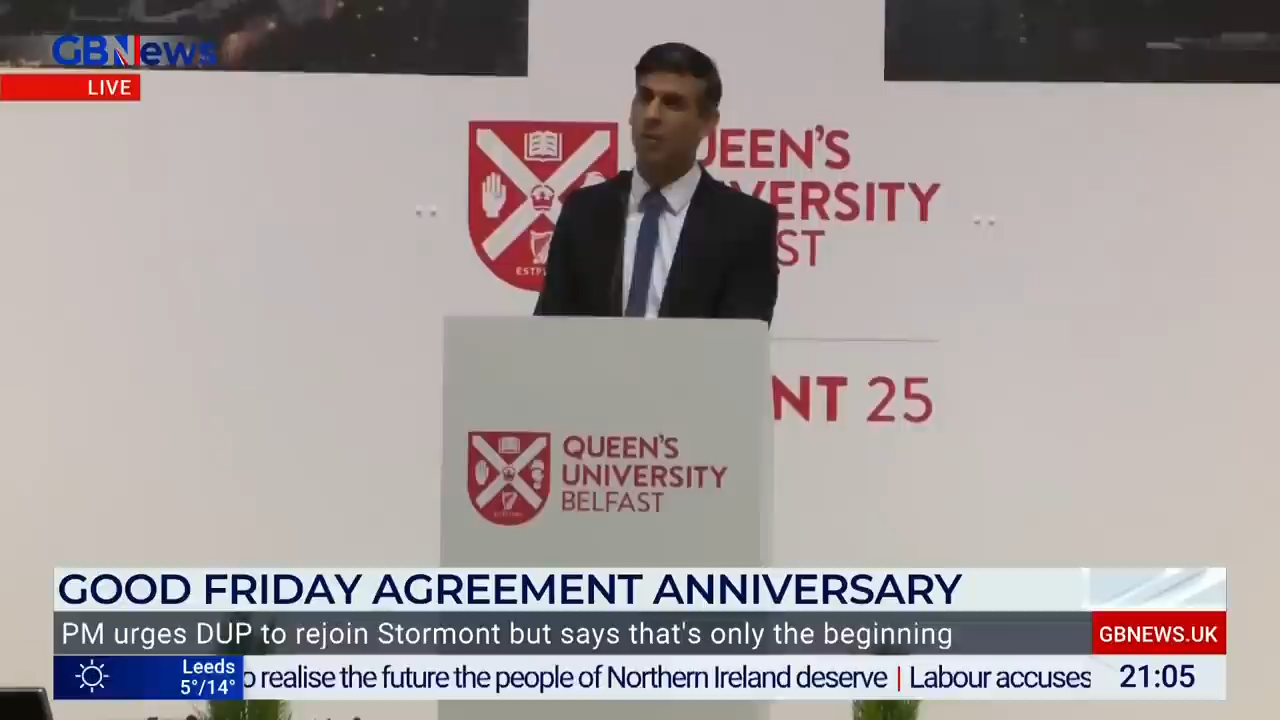 GBNews
LIVE
QUEEN'S
UNIVERSITY
BELFAST
NT 25
QUEEN'S
UNIVERSITY
BELFAST
GOOD FRIDAY AGREEMENT ANNIVERSARY
PM urges DUP to rejoin Stormont but says that's only the beginning
GBNEWS.UK
Leeds
5°/14°
o realise the future the people of Northern Ireland deserve | Labour accuses
21:05